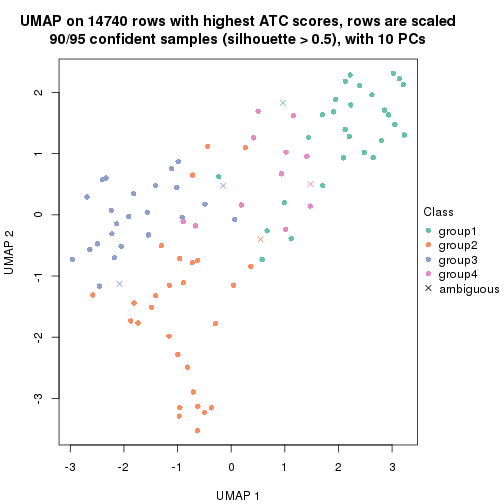 UMAP on 14740 rows with highest ATC scores, rows are scaled
90/95 confident samples (silhouette > 0.5), with 10 PCs
UMAP 2
2
1
0
-1
-2
-3
-3
-2
-1
0
1
2
3
UMAP 1
Class
group1
group2
group3
group4
ambiguous